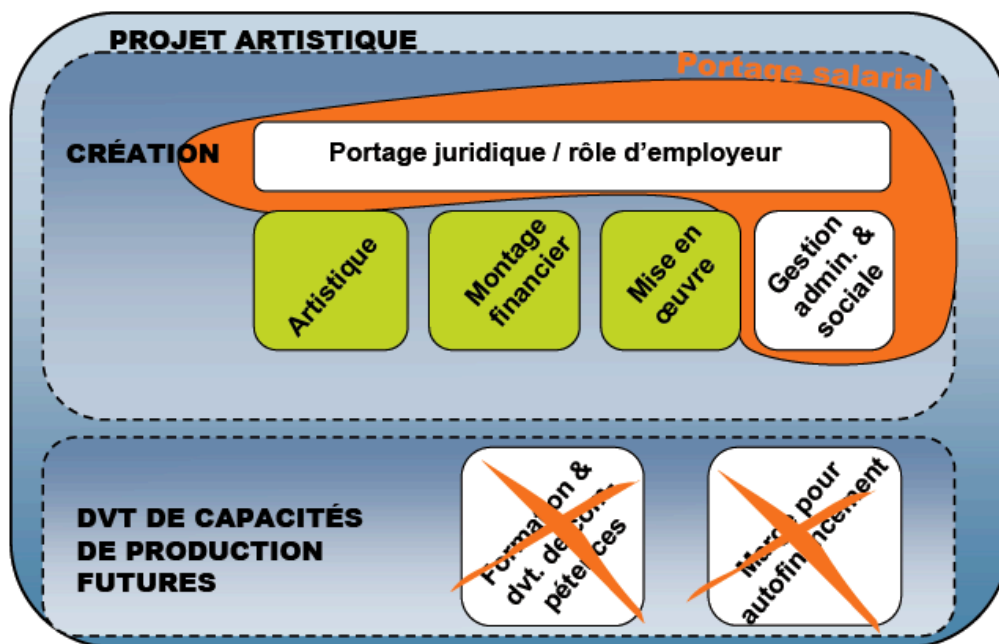 PROJET ARTISTIQUE
Portage salarial
CRÉATION
Portage juridique / rôle d'employeur
Artistique
Montage
financier
Mise en
œuvre
Gestion
admin. &
sociale
DVT DE CAPACITÉS
DE PRODUCTION
FUTURES
Formation &
dvt. de com-
pétences
Marge pour
autofinancement